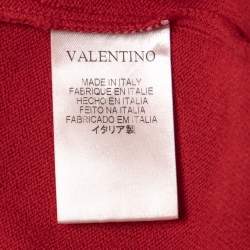 VALENTINO
MADE IN ITALY
FABRIQUE EN ITALIE
HECHO EN ITALIA
FEITO NA ITALIA
FABRICADO EM ITALIA
イタリア製